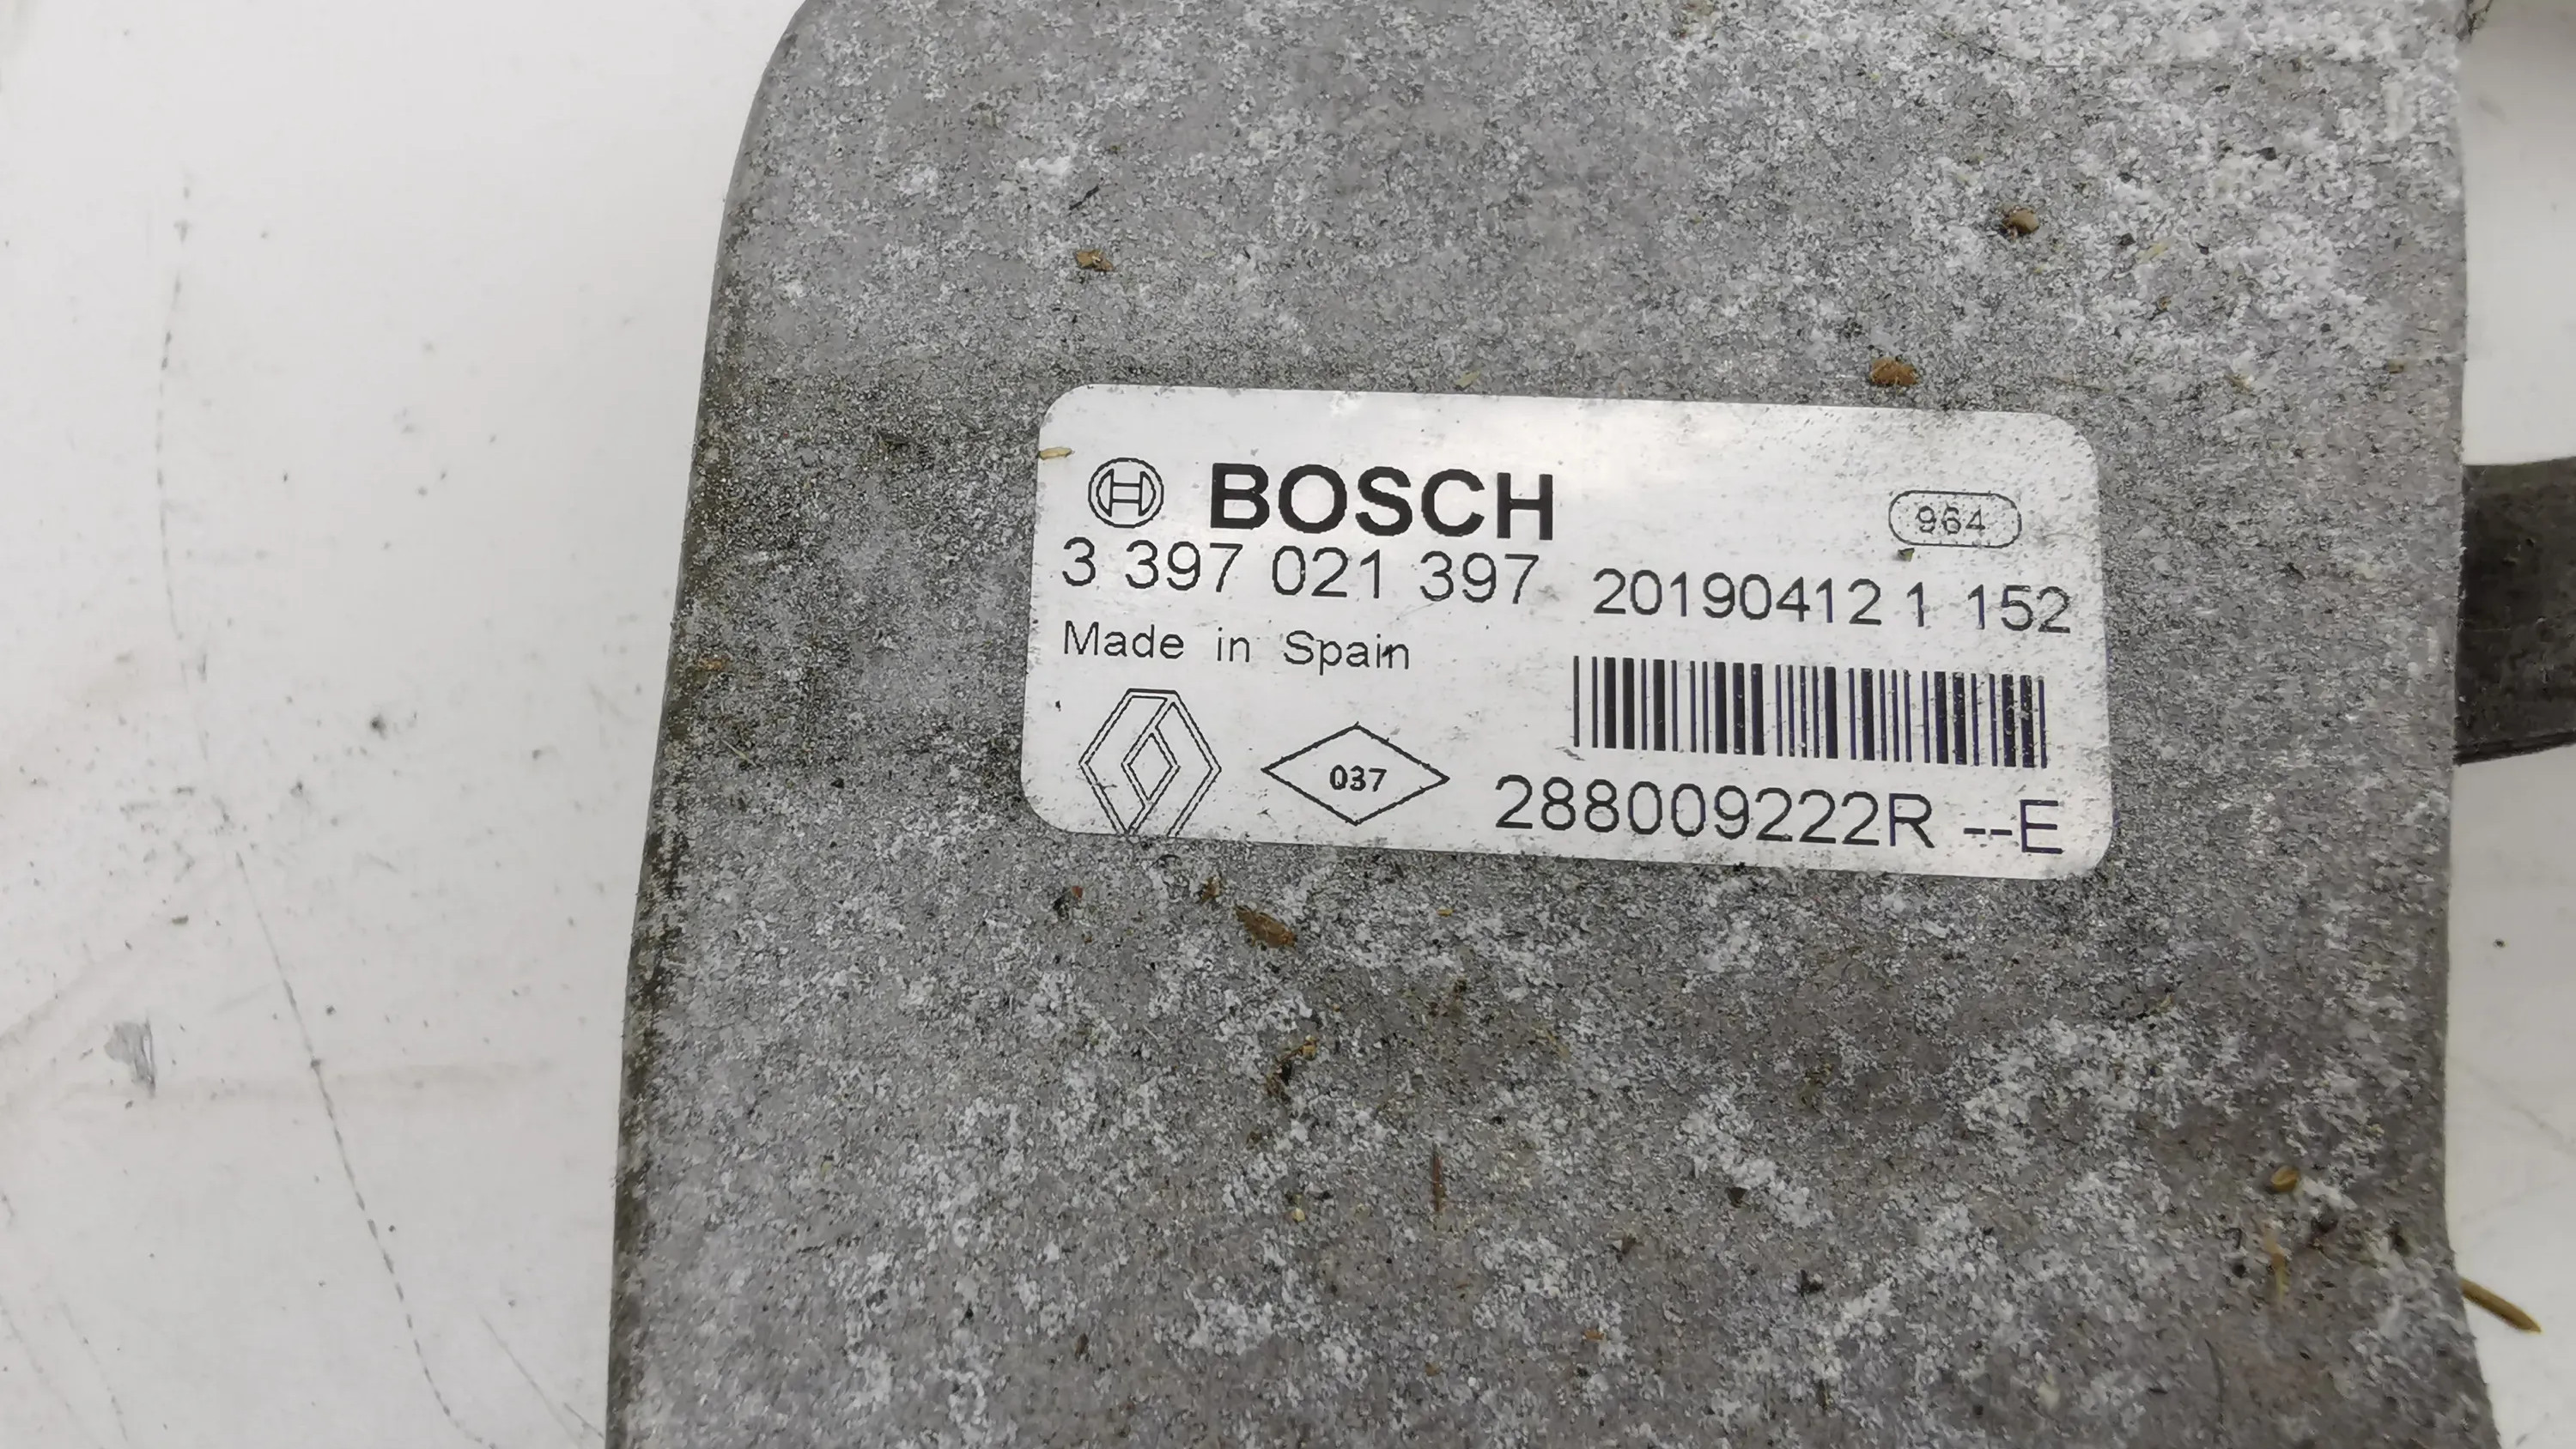 BOSCH
964
3 397 021 397 20190412 1 152
Made in Spain
037
288009222R --E